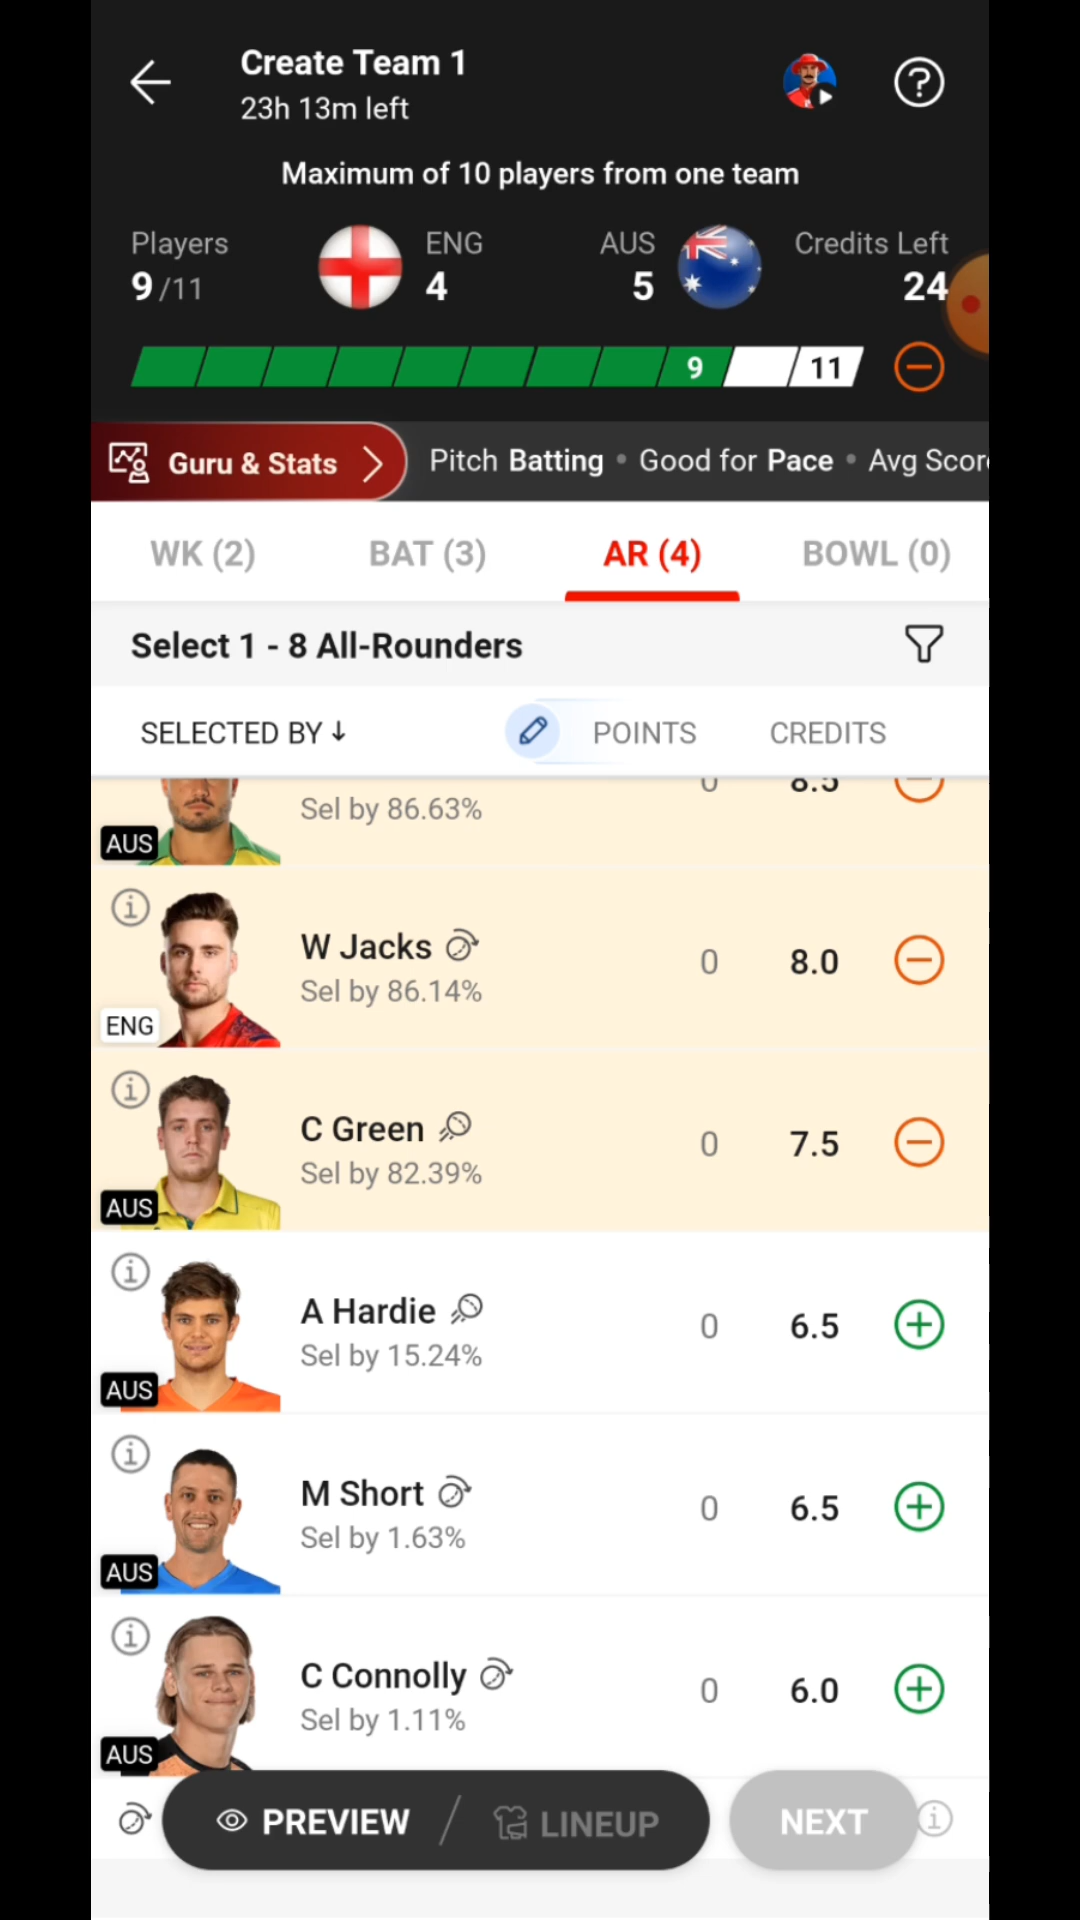 Create Team 1
23h 13m left
Maximum of 10 players from one team
Players ENG AUS Credits Left
9/11 4 5 24
9 11
Guru & Stats Pitch Batting • Good for Pace • Avg Scor
WK (2) BAT (3) AR (4) BOWL (0)
Select 1 - 8 All-Rounders
SELECTED BY ↓ POINTS CREDITS
0 8.5
Sel by 86.63%
AUS
W Jacks 0 8.0
Sel by 86.14%
ENG
C Green 0 7.5
Sel by 82.39%
AUS
A Hardie 0 6.5
Sel by 15.24%
AUS
M Short 0 6.5
Sel by 1.63%
AUS
C Connolly 0 6.0
Sel by 1.11%
AUS
PREVIEW / LINEUP NEXT